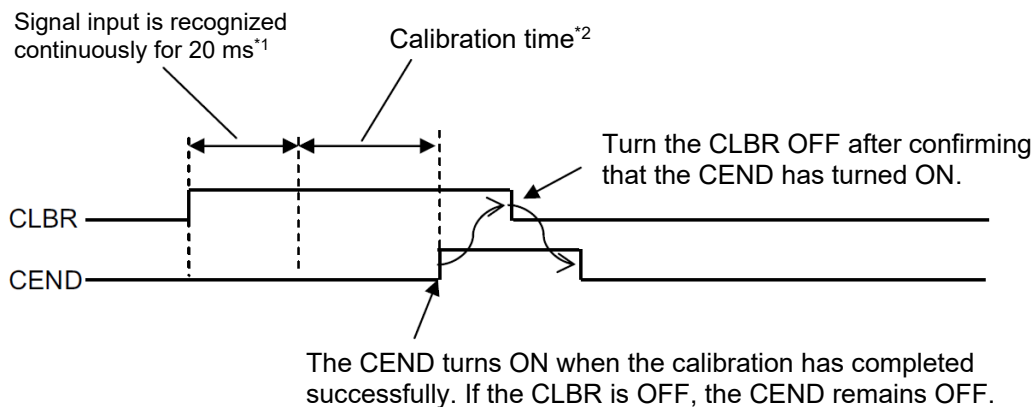 Signal input is recognized
continuously for 20 ms*1
Calibration time*2
Turn the CLBR OFF after confirming
that the CEND has turned ON.
CLBR
CEND
The CEND turns ON when the calibration has completed
successfully. If the CLBR is OFF, the CEND remains OFF.